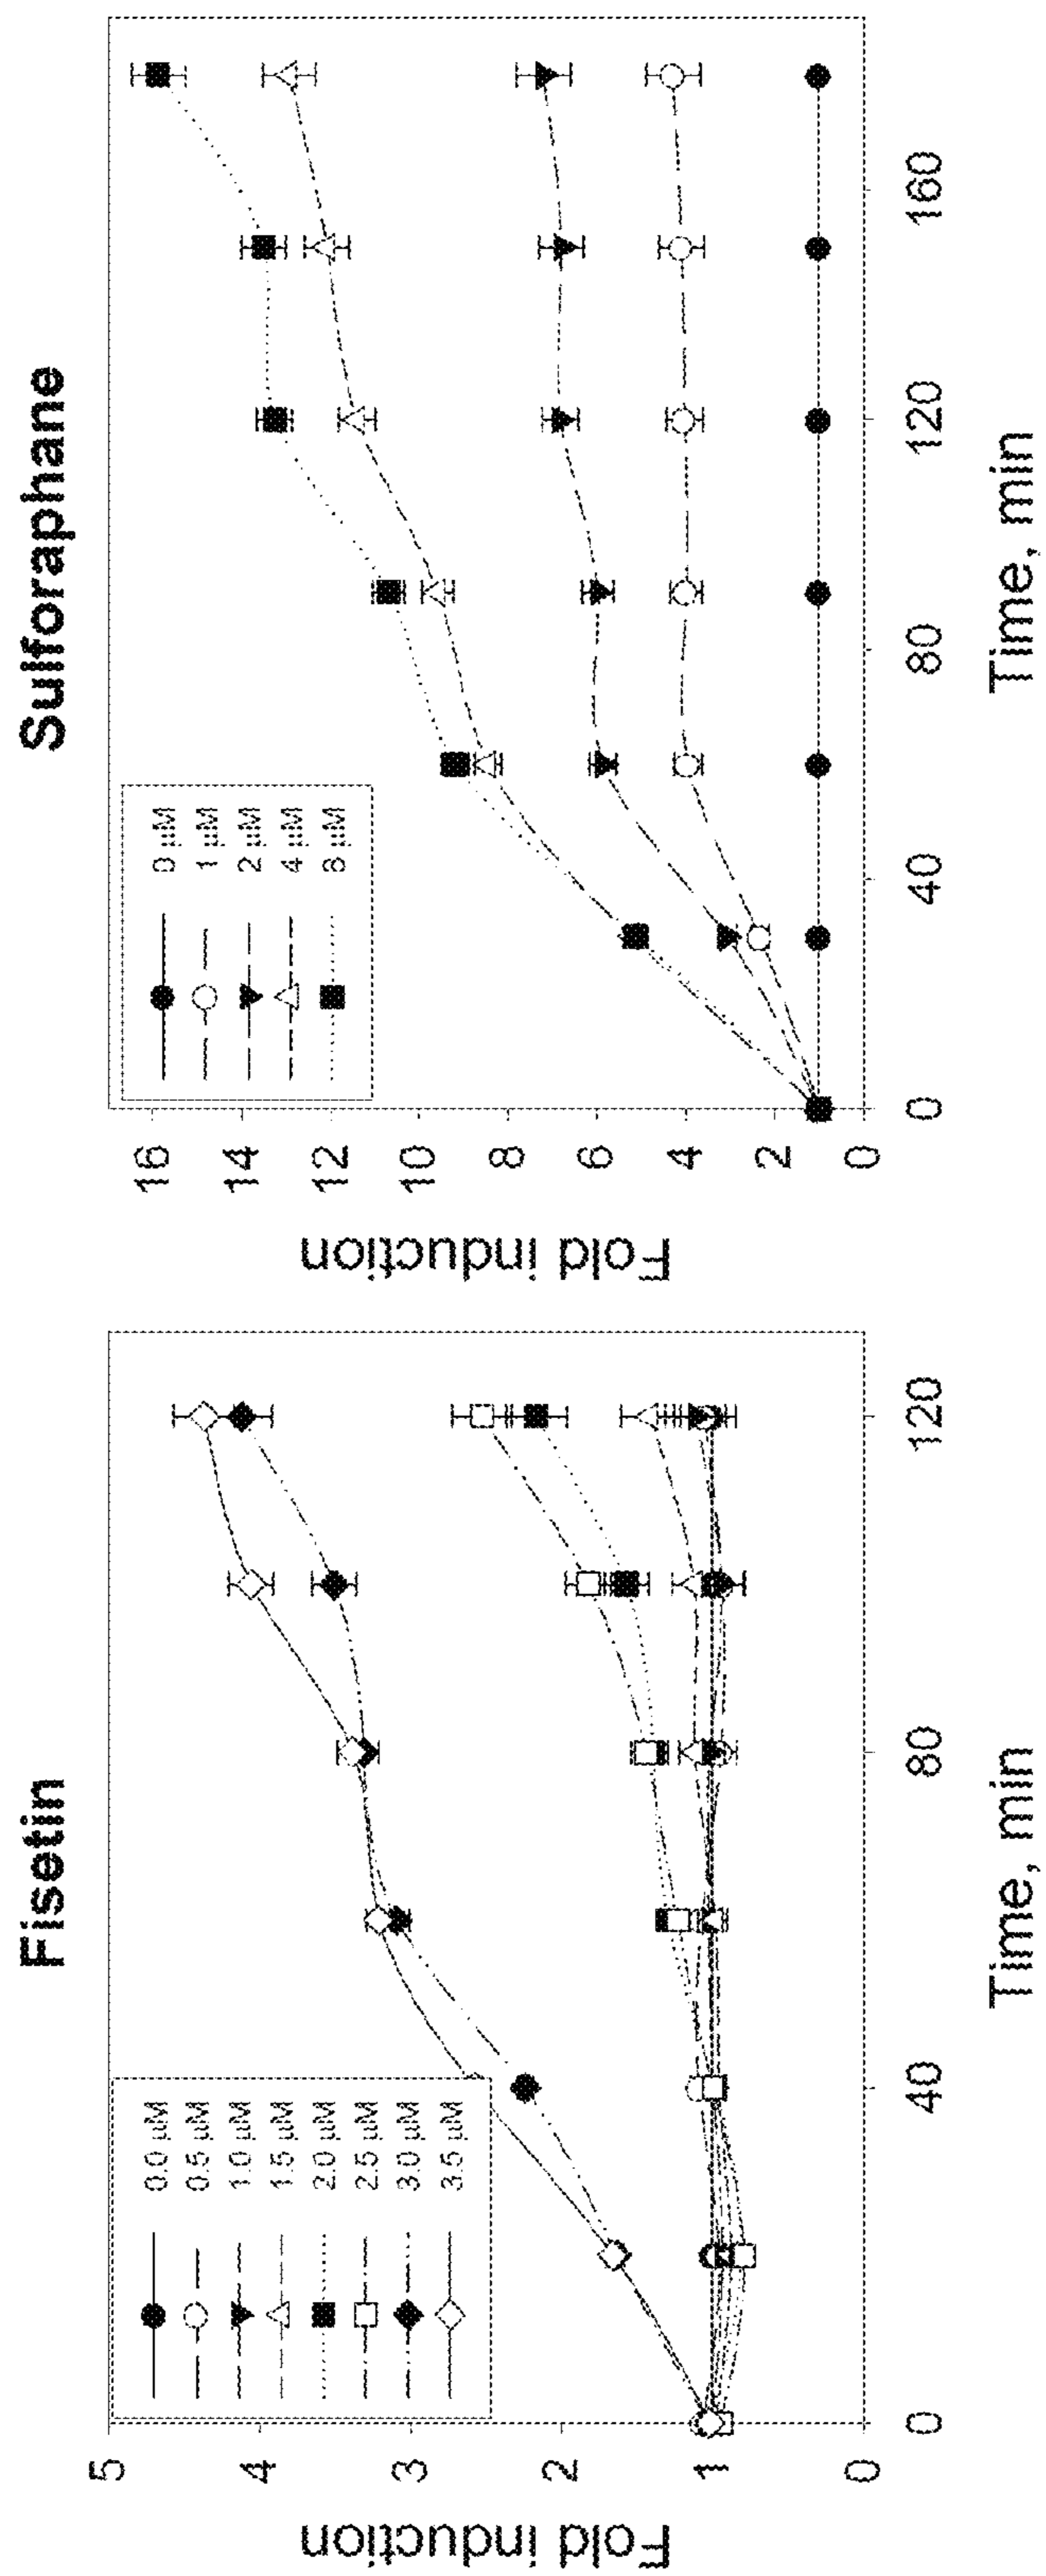 Fisetin
Fold induction
5
4
3
2
1
0
0.0 µM
0.5 µM
1.0 µM
1.5 µM
2.0 µM
2.5 µM
3.0 µM
3.5 µM
0
40
80
120
Time, min
Sulforaphane
Fold induction
16
14
12
10
8
6
4
2
0
0 µM
1 µM
2 µM
4 µM
8 µM
0
40
80
120
160
Time, min